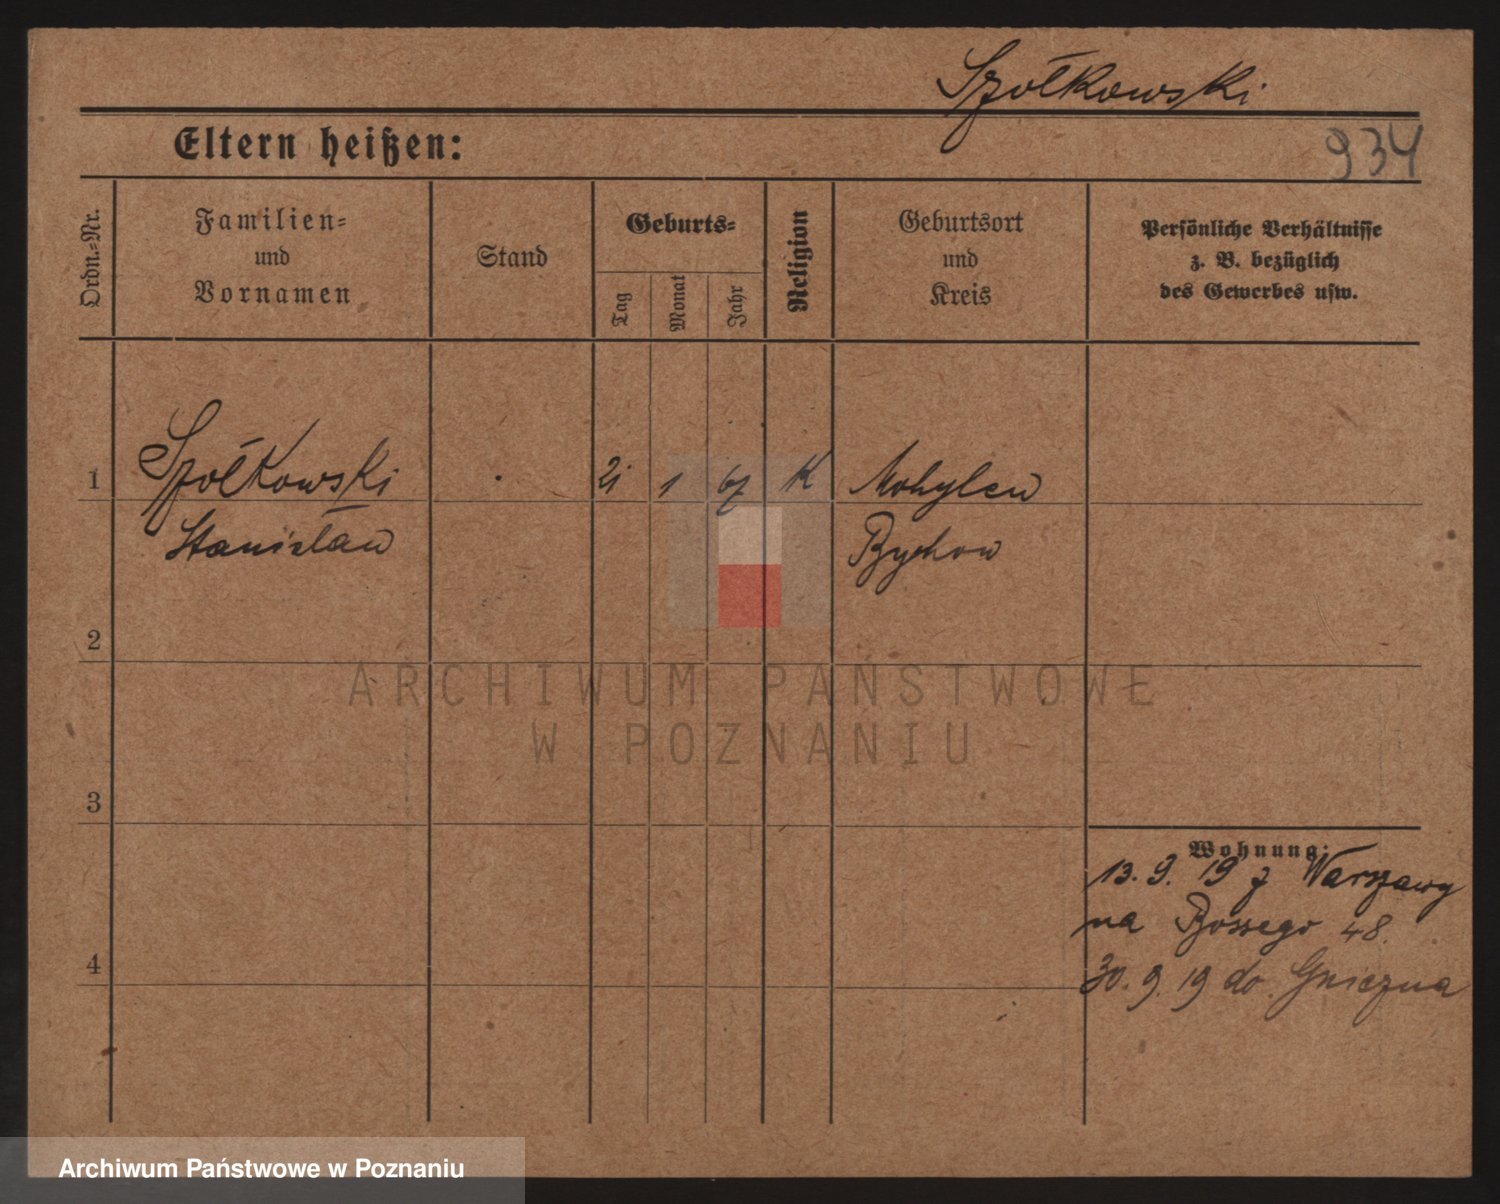 Szółkowski
934
Eltern heißen:
Ordn.-Nr.
Familien-
und
Vornamen
Stand
Geburts-
Tag
Monat
Jahr
Religion
Geburtsort
und
Kreis
Persönliche Verhältnisse
z. B. bezüglich
des Gewerbes usw.
1
Szółkowski
21 1 67 K Mohylew
Stanisław
Bychow
2
ARCHIWUM PAŃSTWOWE
W POZNANIU
3
Wohnung:
13. 9. 19 z Warszawy
na Bossego 48.
4
30. 9. 19 do Gniezna
Archiwum Państwowe w Poznaniu